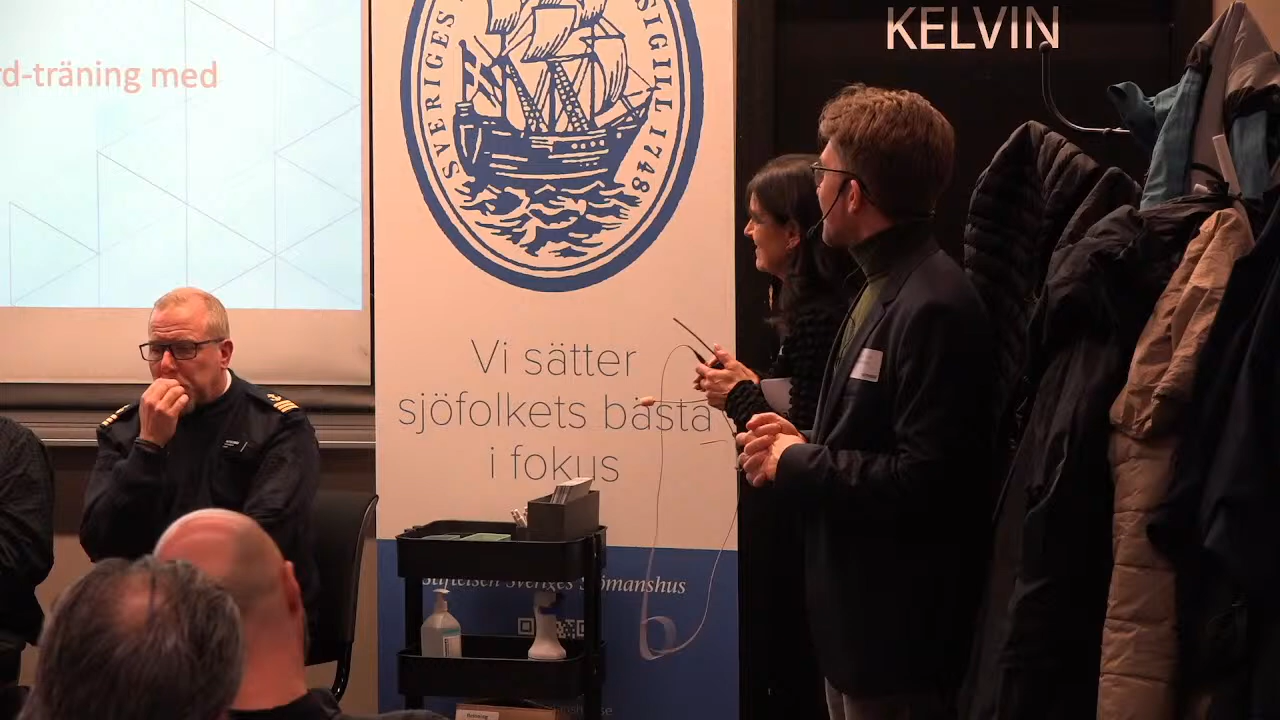 rd-träning med
SVERIGES
SIGILL 1748
KELVIN
Vi sätter
sjöfolkets bästa
i fokus
Stiftelsen Sveriges Sjömanshus